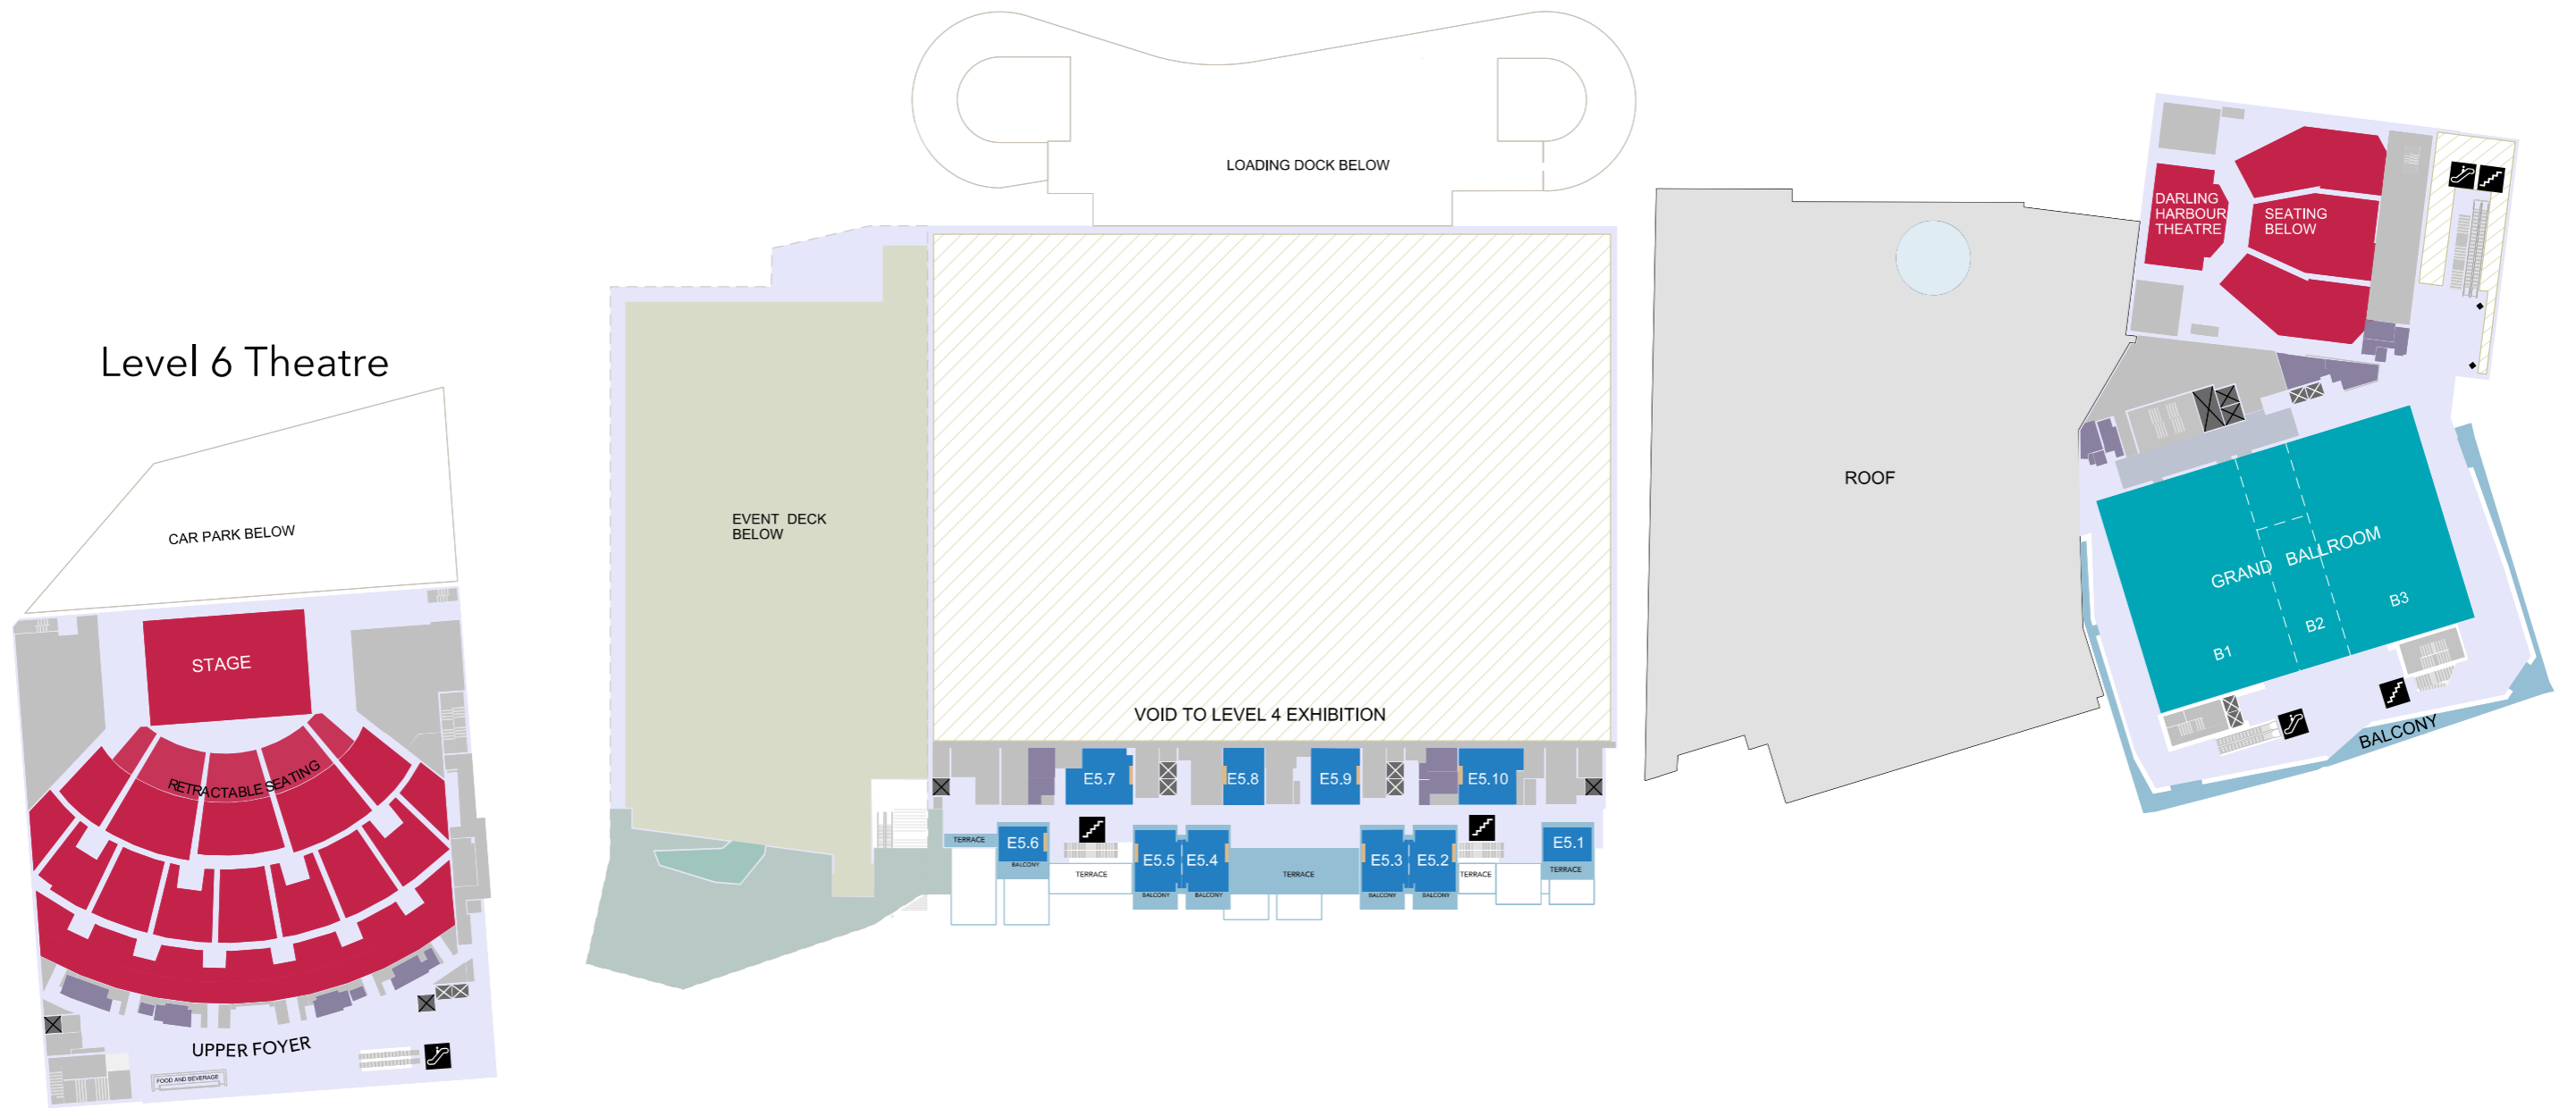 Level 6 Theatre
CAR PARK BELOW
STAGE
RETRACTABLE SEATING
UPPER FOYER
FOOD AND BEVERAGE
LOADING DOCK BELOW
EVENT DECK
BELOW
VOID TO LEVEL 4 EXHIBITION
E5.7
E5.8
E5.9
E5.10
TERRACE
E5.6
BALCONY
TERRACE
E5.5
BALCONY
E5.4
BALCONY
TERRACE
E5.3
BALCONY
E5.2
BALCONY
TERRACE
E5.1
TERRACE
ROOF
DARLING
HARBOUR
THEATRE
SEATING
BELOW
GRAND BALLROOM
B1
B2
B3
BALCONY